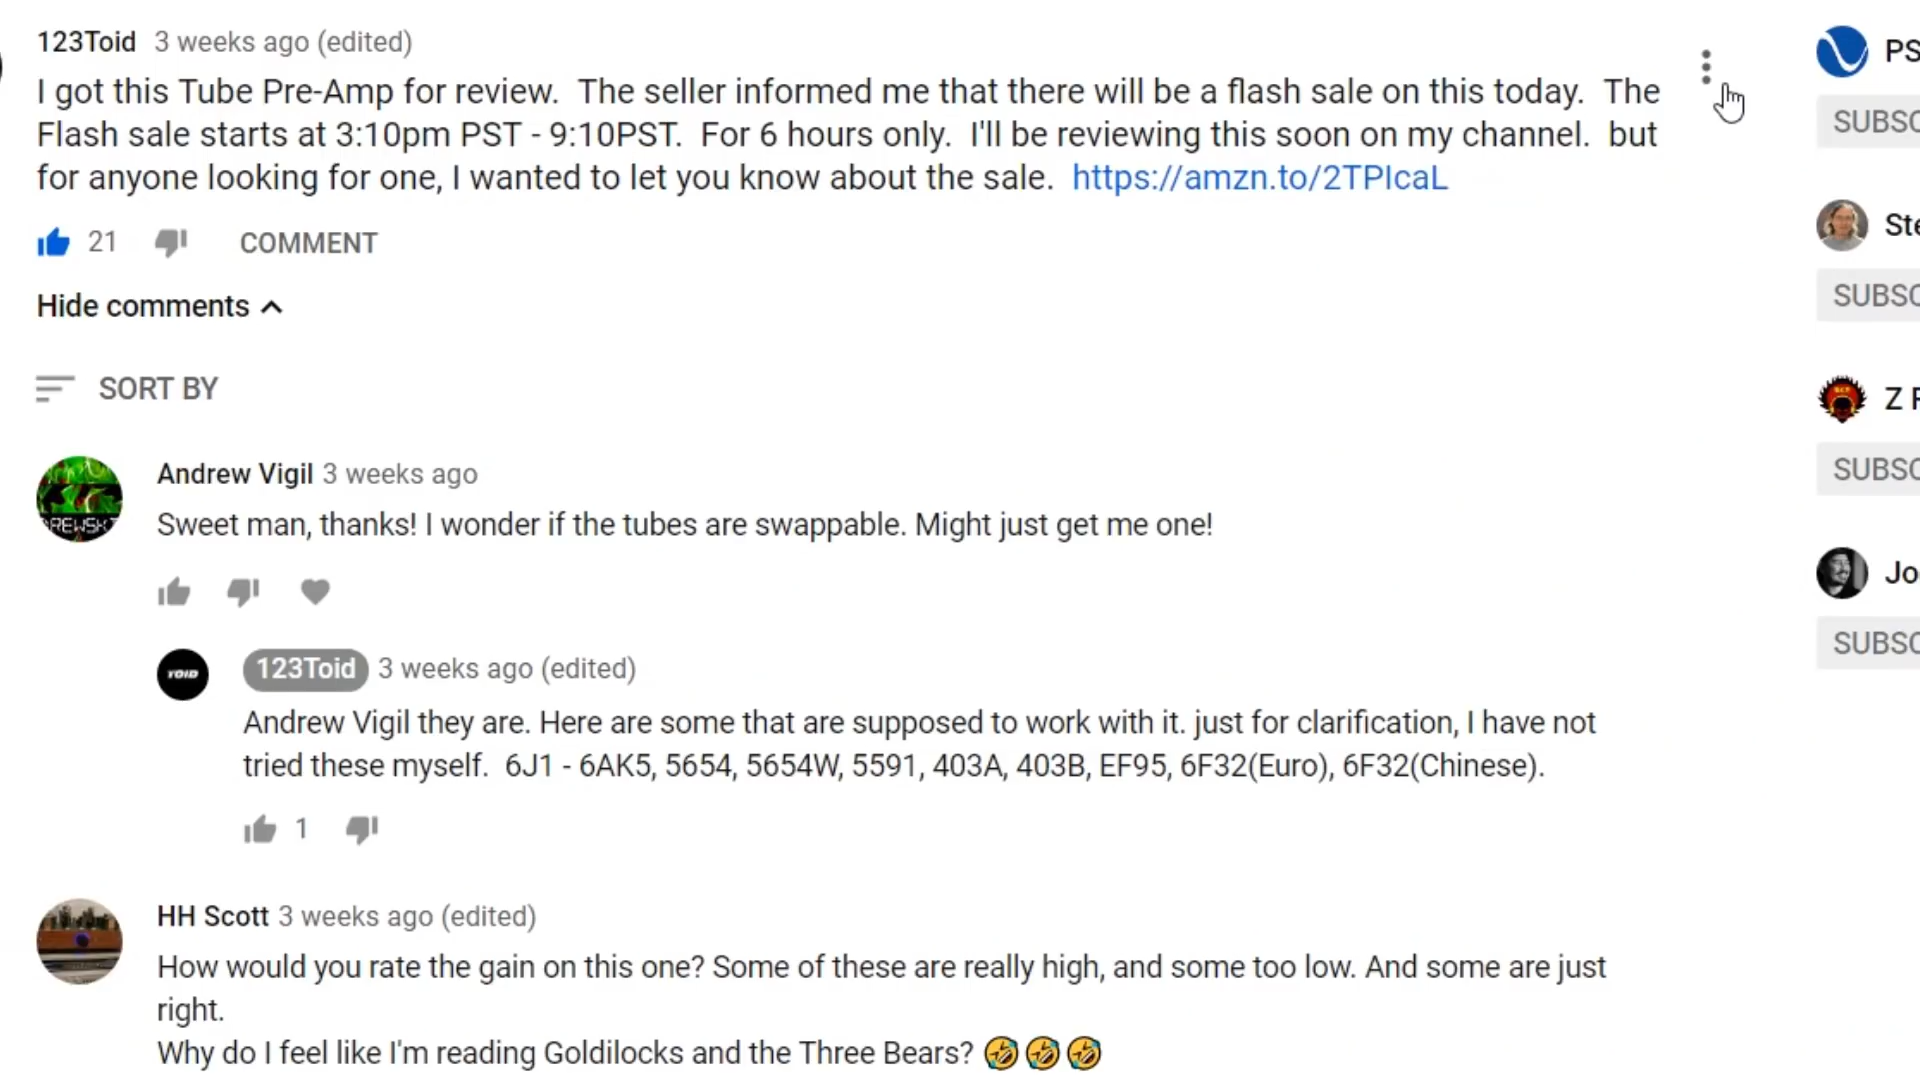 123Toid 3 weeks ago (edited)
I got this Tube Pre-Amp for review.  The seller informed me that there will be a flash sale on this today.  The
Flash sale starts at 3:10pm PST - 9:10PST.  For 6 hours only.  I'll be reviewing this soon on my channel.  but
for anyone looking for one, I wanted to let you know about the sale.  https://amzn.to/2TPIcaL
21 COMMENT
Hide comments
SORT BY
Andrew Vigil 3 weeks ago
Sweet man, thanks! I wonder if the tubes are swappable. Might just get me one!
REWSK
TOID
123Toid 3 weeks ago (edited)
Andrew Vigil they are. Here are some that are supposed to work with it. just for clarification, I have not
tried these myself.  6J1 - 6AK5, 5654, 5654W, 5591, 403A, 403B, EF95, 6F32(Euro), 6F32(Chinese).
1
HH Scott 3 weeks ago (edited)
How would you rate the gain on this one? Some of these are really high, and some too low. And some are just
right.
Why do I feel like I'm reading Goldilocks and the Three Bears? 🤣🤣🤣
PS
SUBSC
Ste
SUBSC
Z F
SUBSC
Jo
SUBSC